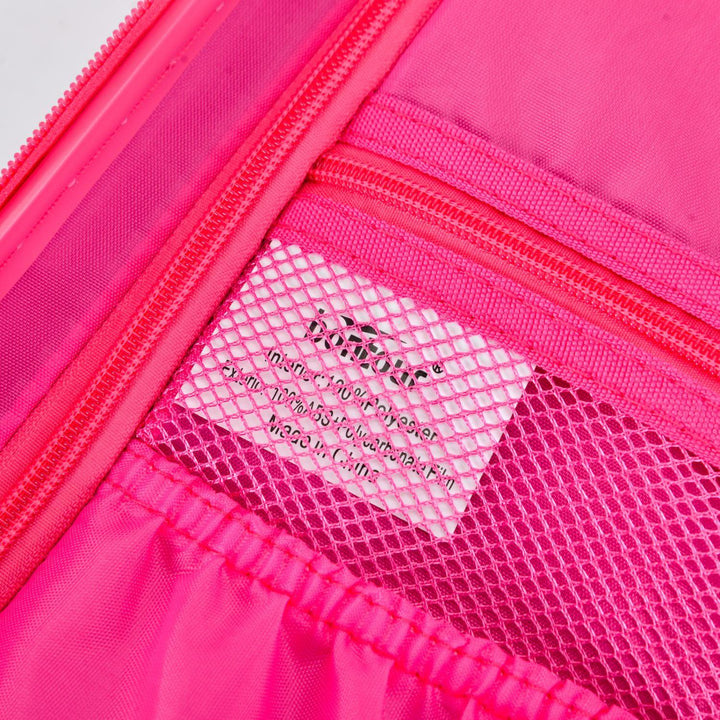 ®
Interior 100%Polyester
Exterior 100%ABS+Polycarbonate Film
Made in China